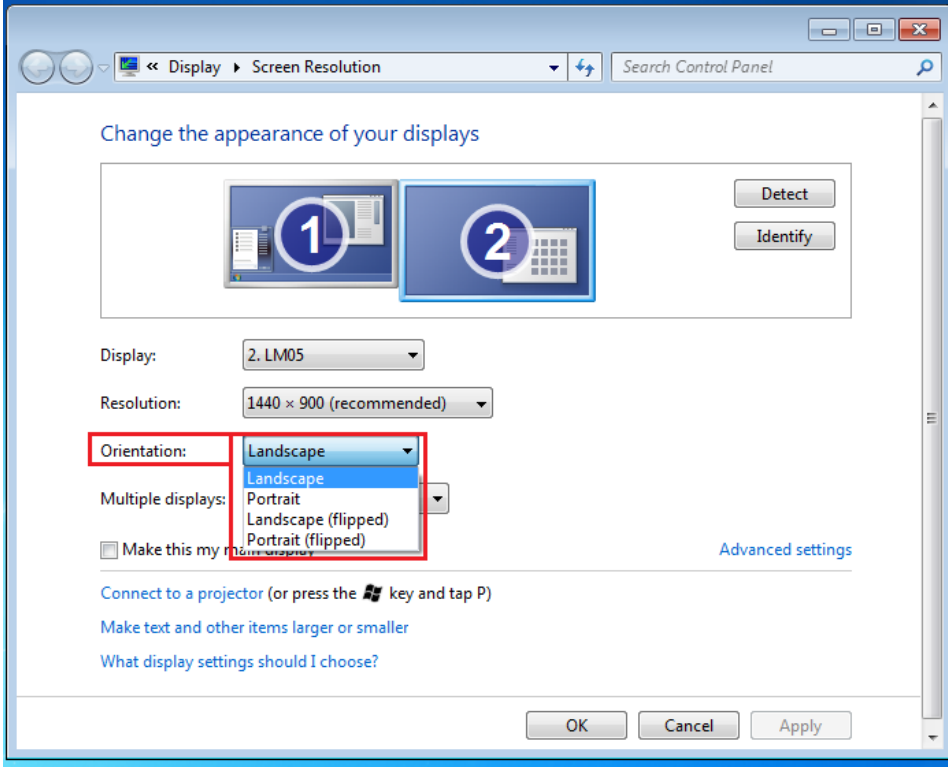 « Display ▸ Screen Resolution
Search Control Panel
Change the appearance of your displays
1
2
Detect
Identify
Display: 2. LM05
Resolution: 1440 × 900 (recommended)
Orientation: Landscape
Landscape
Portrait
Landscape (flipped)
Portrait (flipped)
Multiple displays:
Make this my main display
Advanced settings
Connect to a projector (or press the key and tap P)
Make text and other items larger or smaller
What display settings should I choose?
OK Cancel Apply